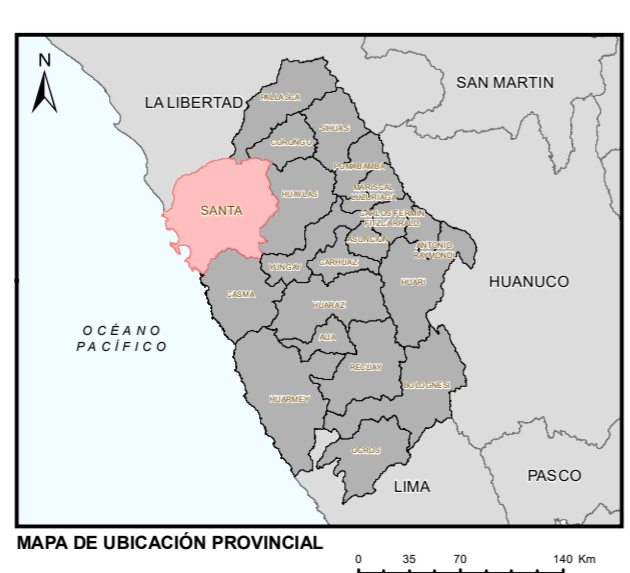 N
SAN MARTIN
LA LIBERTAD
PALLASCA
SIHUAS
CORONGO
POMABAMBA
MARISCAL
LUZURIAGA
HUAYLAS
SANTA
CARLOS FERMIN
FITZCARRALD
ASUNCION
ANTONIO
RAYMONDI
CARHUAZ
YUNGAY
HUARI
HUANUCO
CASMA
HUARAZ
OCÉANO
PACÍFICO
AIJA
RECUAY
BOLOGNESI
HUARMEY
OCROS
LIMA
PASCO
MAPA DE UBICACIÓN PROVINCIAL
0 35 70 140 Km